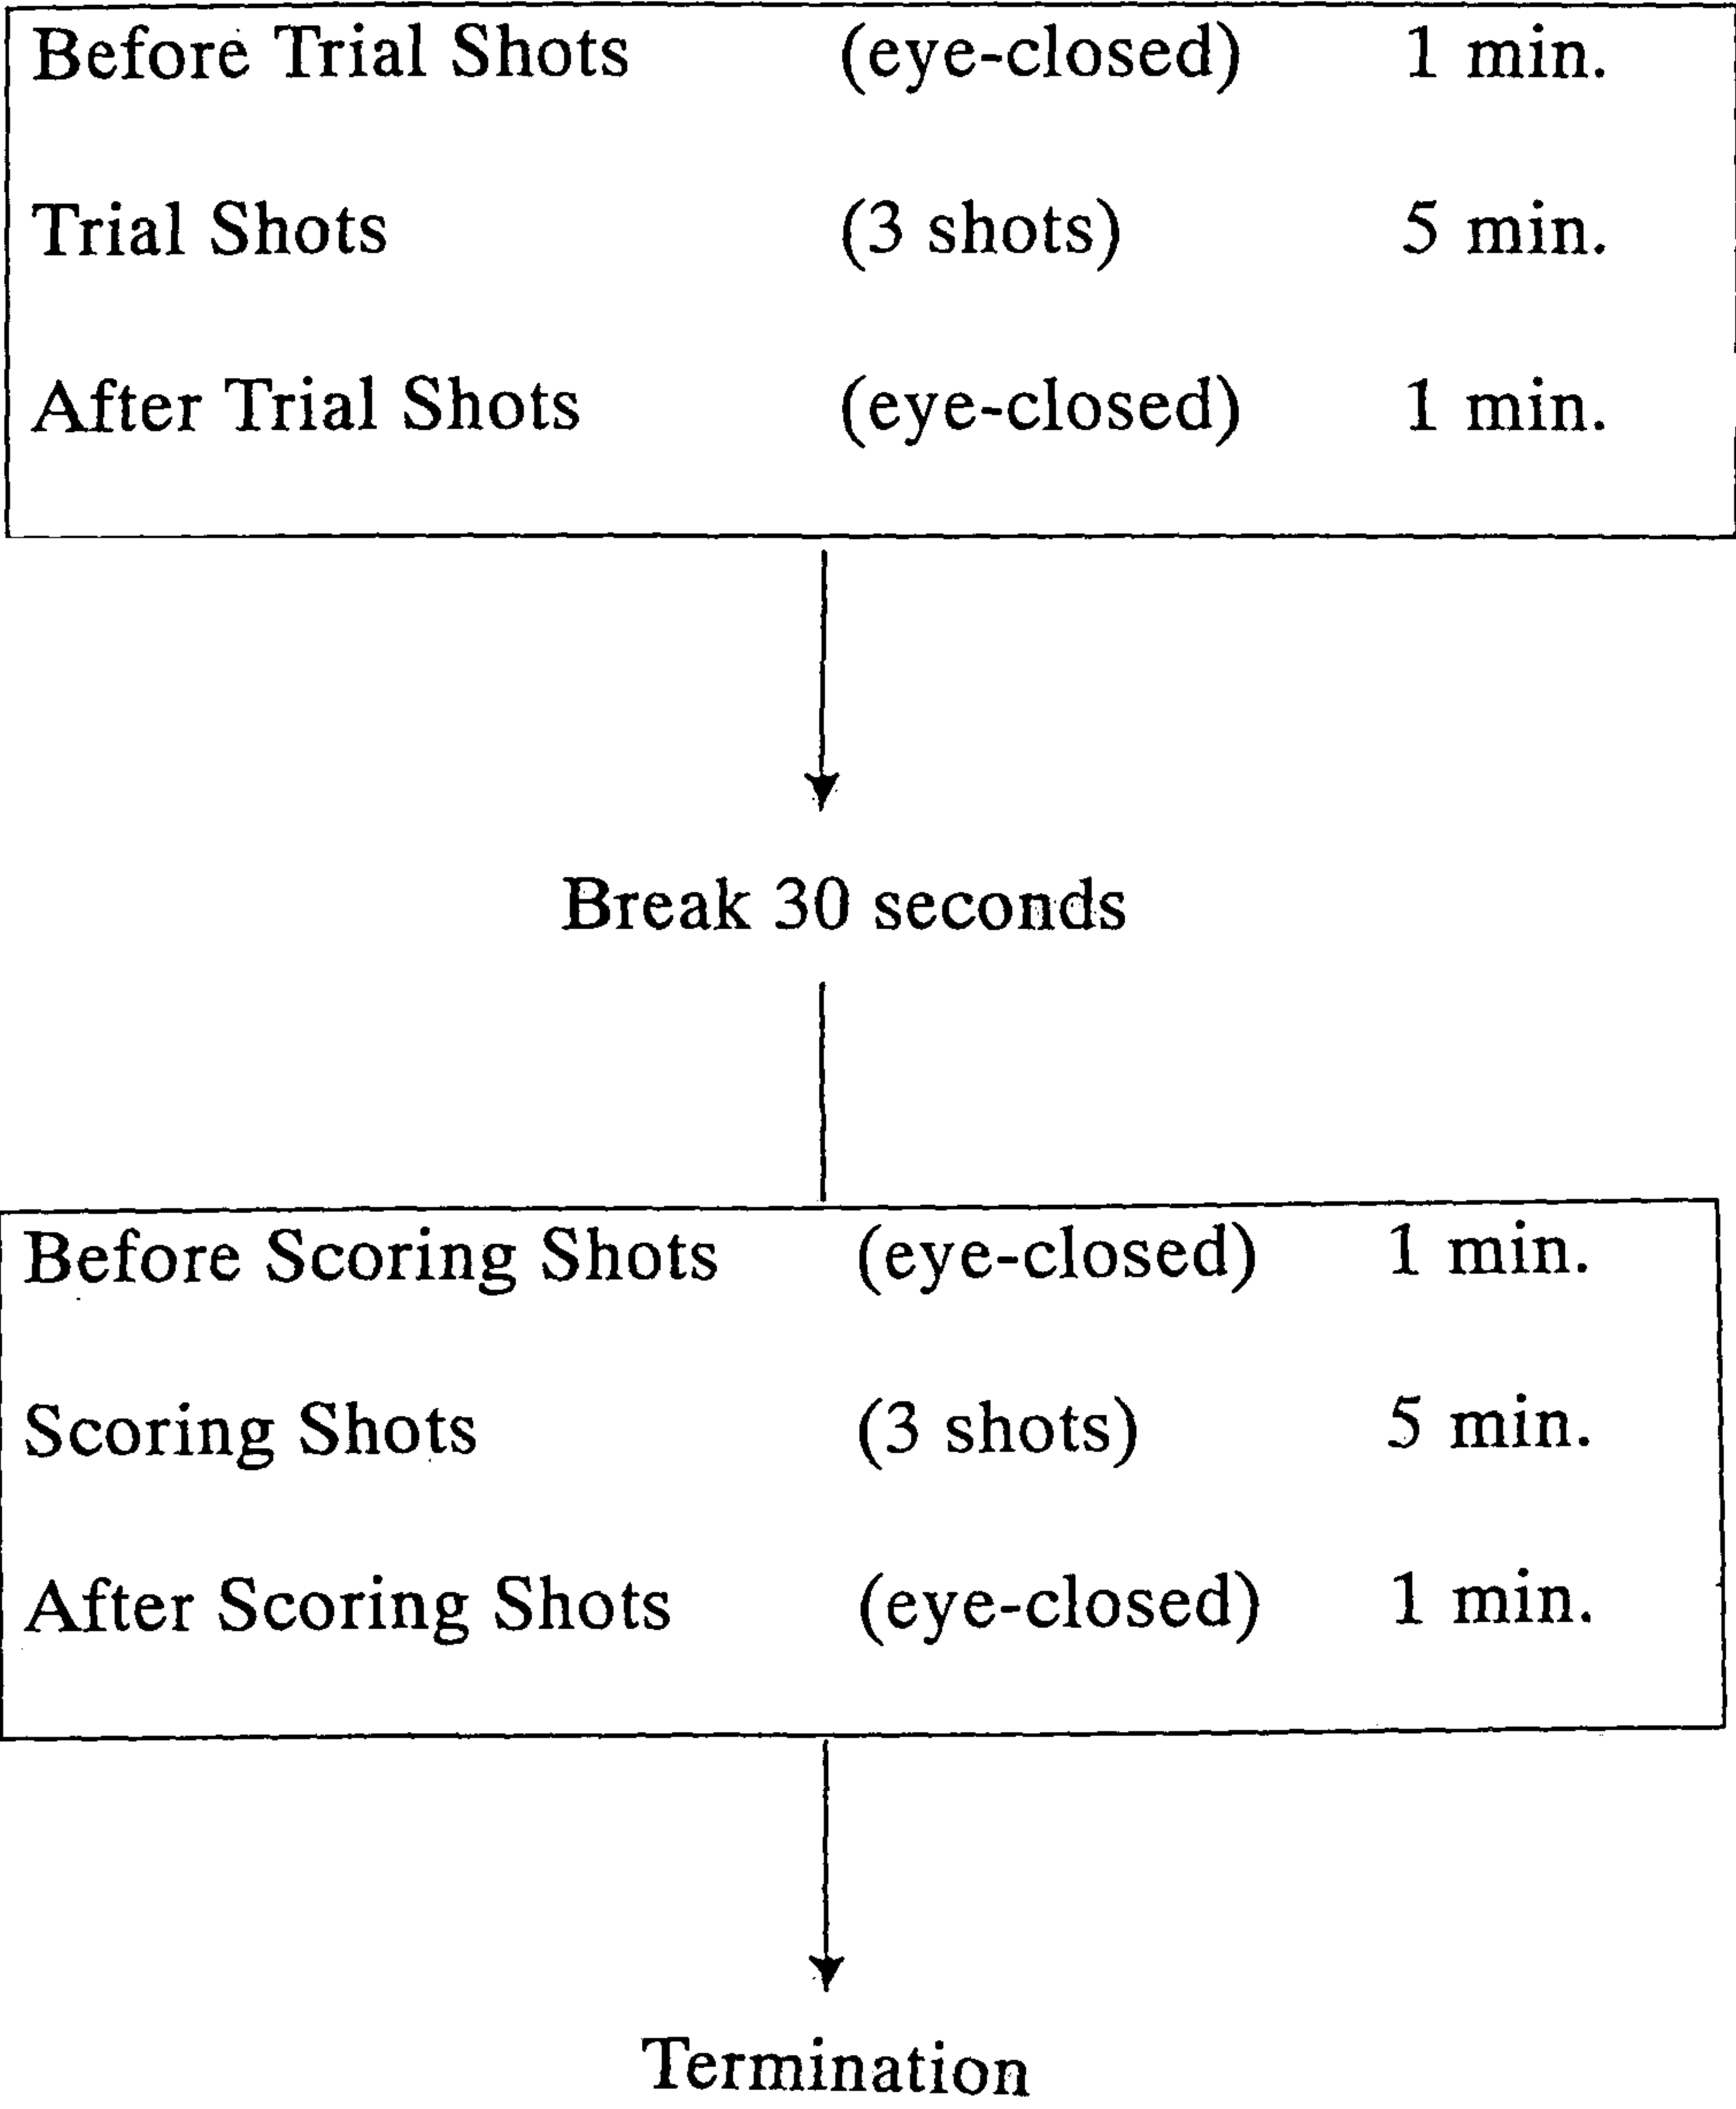 Before Trial Shots (eye-closed) 1 min.
Trial Shots (3 shots) 5 min.
After Trial Shots (eye-closed) 1 min.
Break 30 seconds
Before Scoring Shots (eye-closed) 1 min.
Scoring Shots (3 shots) 5 min.
After Scoring Shots (eye-closed) 1 min.
Termination